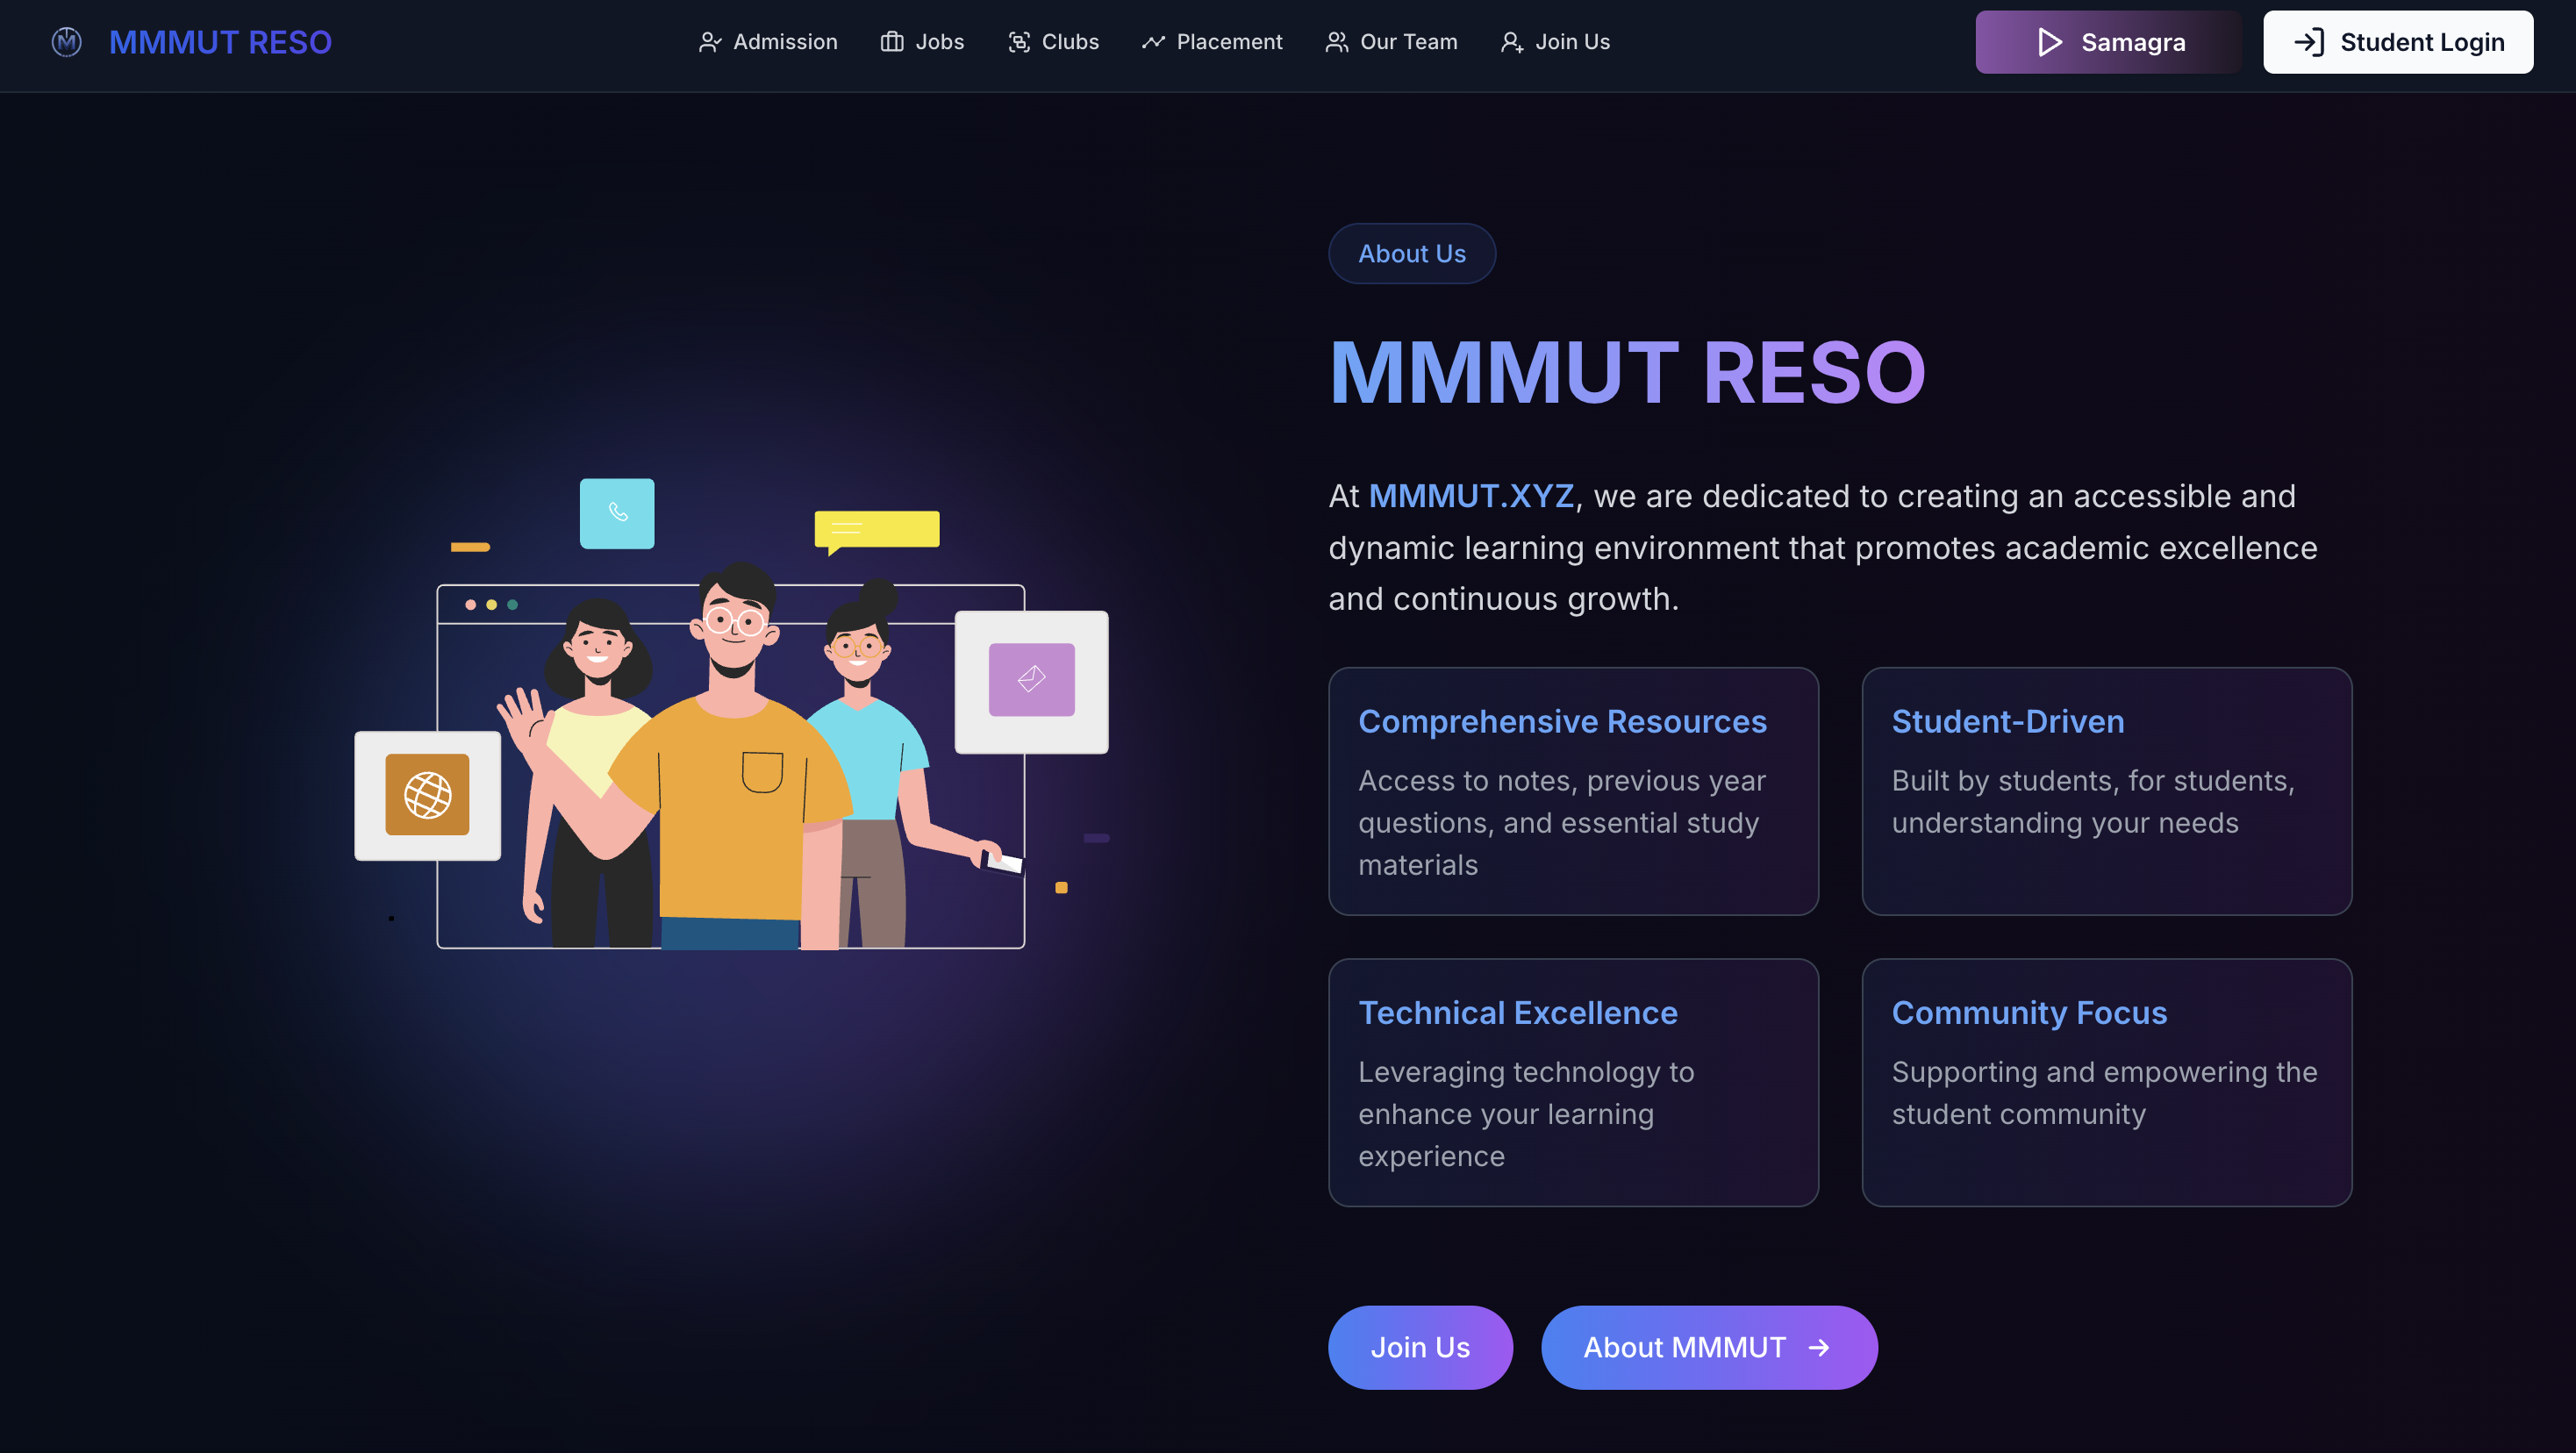 MMMUT RESO
Admission
Jobs
Clubs
Placement
Our Team
Join Us
Samagra
Student Login
About Us
MMMUT RESO
At MMMUT.XYZ, we are dedicated to creating an accessible and
dynamic learning environment that promotes academic excellence
and continuous growth.
Comprehensive Resources
Access to notes, previous year
questions, and essential study
materials
Student-Driven
Built by students, for students,
understanding your needs
Technical Excellence
Leveraging technology to
enhance your learning
experience
Community Focus
Supporting and empowering the
student community
Join Us
About MMMUT